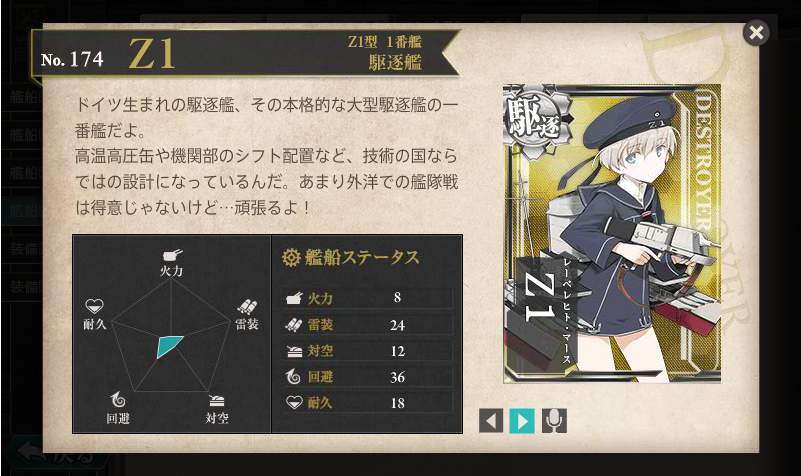 No. 174 Z1
Z1型 1番艦
駆逐艦
ドイツ生まれの駆逐艦、その本格的な大型駆逐艦の一
番艦だよ。
高温高圧缶や機関部のシフト配置など、技術の国なら
ではの設計になっているんだ。あまり外洋での艦隊戦
は得意じゃないけど…頑張るよ！
火力
雷装
対空
回避
耐久
艦船ステータス
火力 8
雷装 24
対空 12
回避 36
耐久 18
駆逐
Z1
DESTROYER
レーベレヒト・マース
Z1
戻る